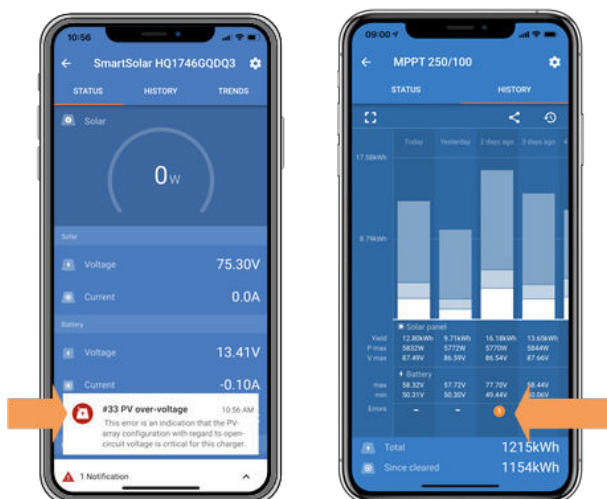 10:56
SmartSolar HQ1746GQDQ3
STATUS HISTORY TRENDS
Solar
0W
Solar
Voltage 75.30V
Current 0.0A
Battery
Voltage 13.41V
Current -0.10A
#33 PV over-voltage 10:56 AM
This error is an indication that the PV-
array configuration with regard to open-
circuit voltage is critical for this charger.
1 Notification
09:00
MPPT 250/100
STATUS HISTORY
Today Yesterday 2 days ago 3 days ago 4
17.58kWh
8.79kWh
Solar panel
Yield 12.80kWh 9.71kWh 16.18kWh 13.65kWh
P max 5832W 5772W 5770W 5844W
V max 87.49V 86.59V 86.54V 87.66V
Battery
max 58.32V 57.72V 77.70V 58.44V
min 50.31V 50.30V 49.44V 50.06V
Errors - - 1
Total 1215kWh
Since cleared 1154kWh